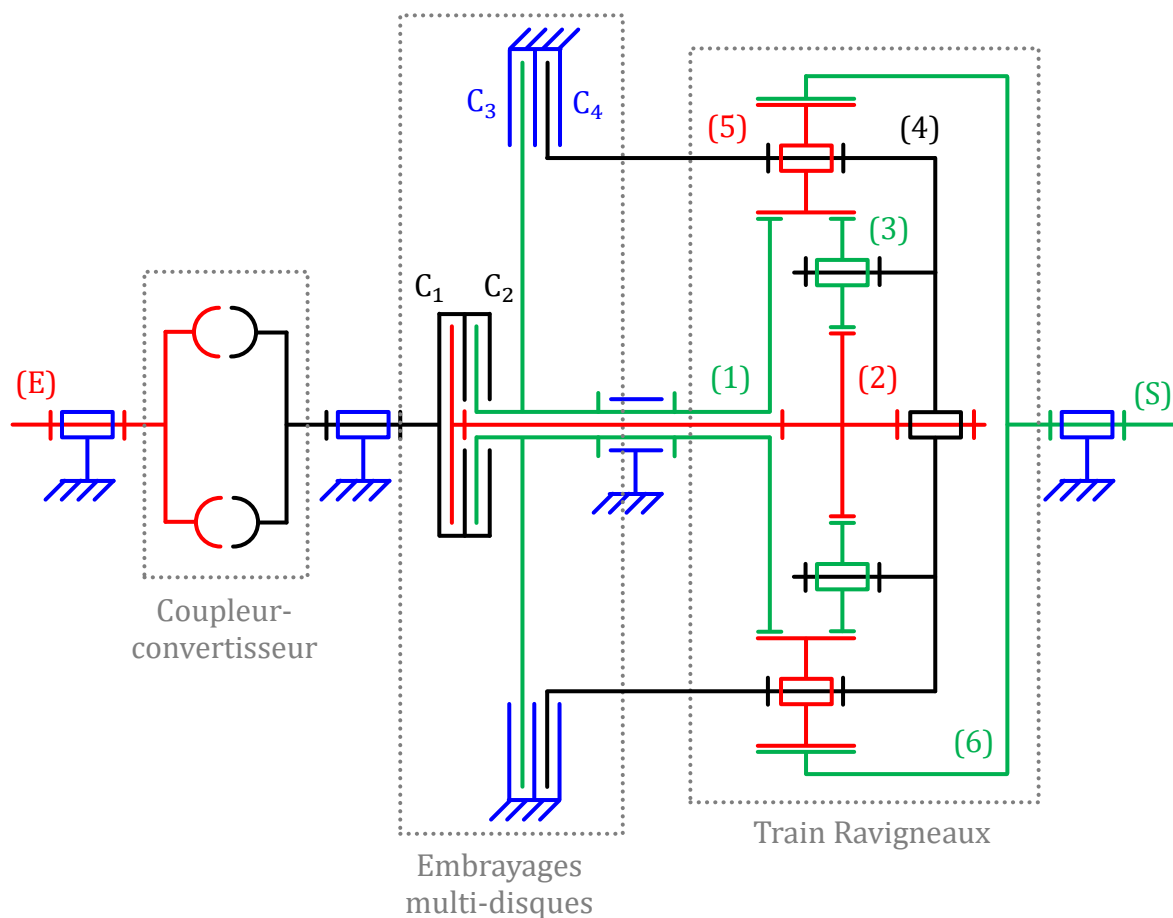 C3
C4
(5)
(4)
(3)
C1
C2
(E)
(1)
(2)
(S)
Coupleur-
convertisseur
(6)
Train Ravigneaux
Embrayages
multi-disques